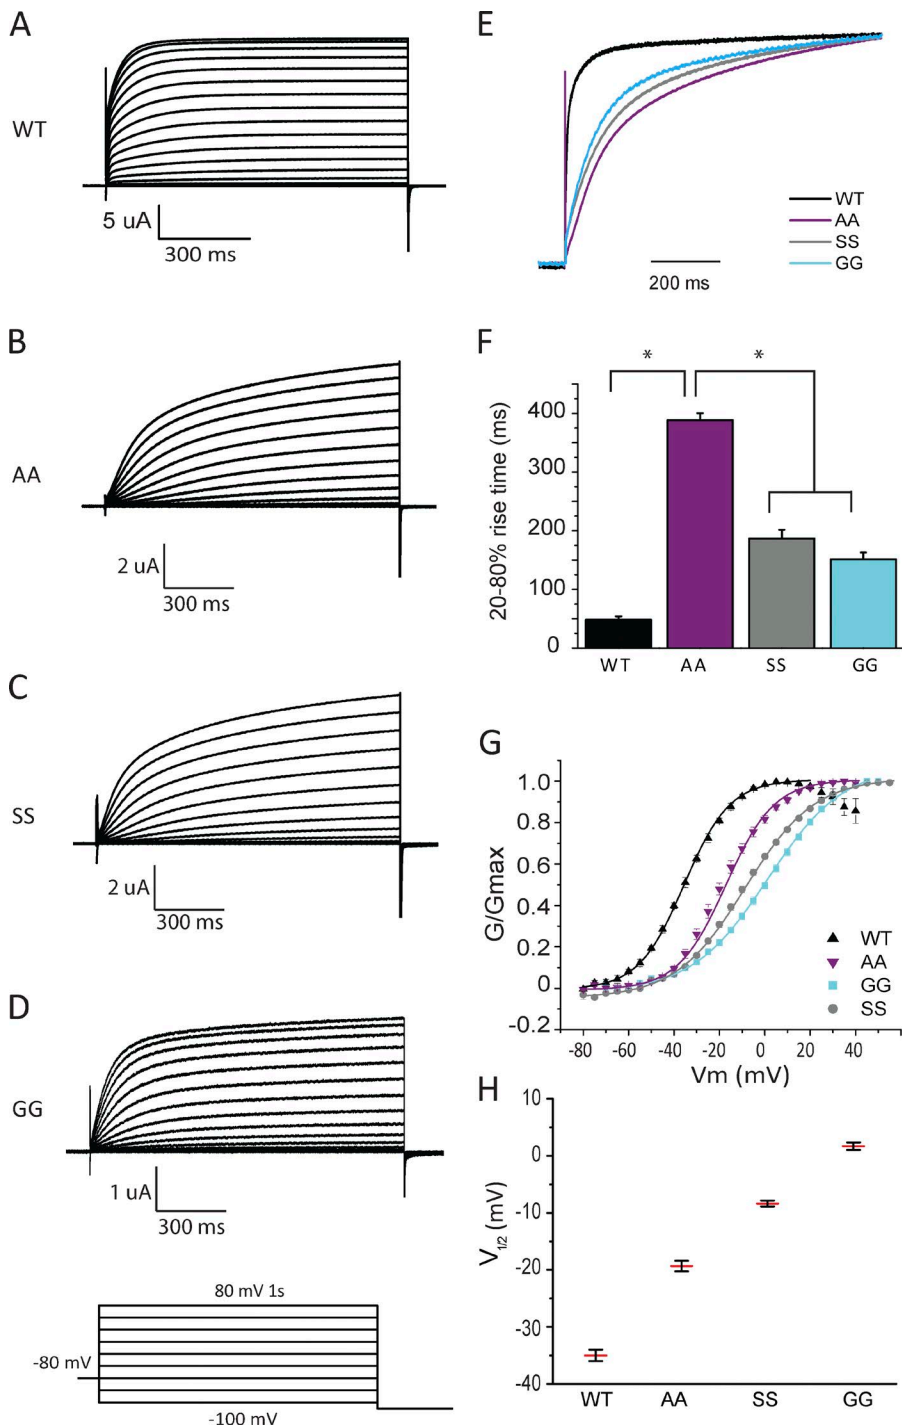 A
WT
5 uA
300 ms
B
AA
2 uA
300 ms
C
SS
2 uA
300 ms
D
GG
1 uA
300 ms
80 mV 1s
-80 mV
-100 mV
E
WT
AA
SS
GG
200 ms
F
20-80% rise time (ms)
400
300
200
100
0
* *
WT AA SS GG
G
G/Gmax
1.0
0.8
0.6
0.4
0.2
0
-0.2
WT
AA
GG
SS
-80 -60 -40 -20 0 20 40
Vm (mV)
H
V1/2 (mV)
10
0
-10
-20
-30
-40
WT AA SS GG